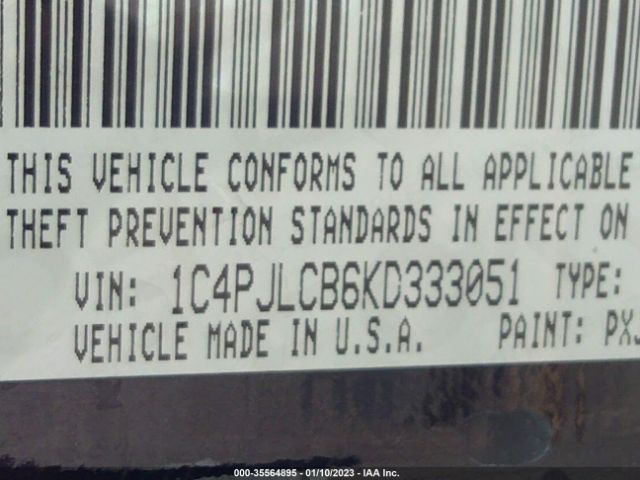 THIS VEHICLE CONFORMS TO ALL APPLICABLE
THEFT PREVENTION STANDARDS IN EFFECT ON
VIN: 1C4PJLCB6KD333051 TYPE:
VEHICLE MADE IN U.S.A. PAINT: PXJ
000-35564895 - 01/10/2023 - IAA Inc.